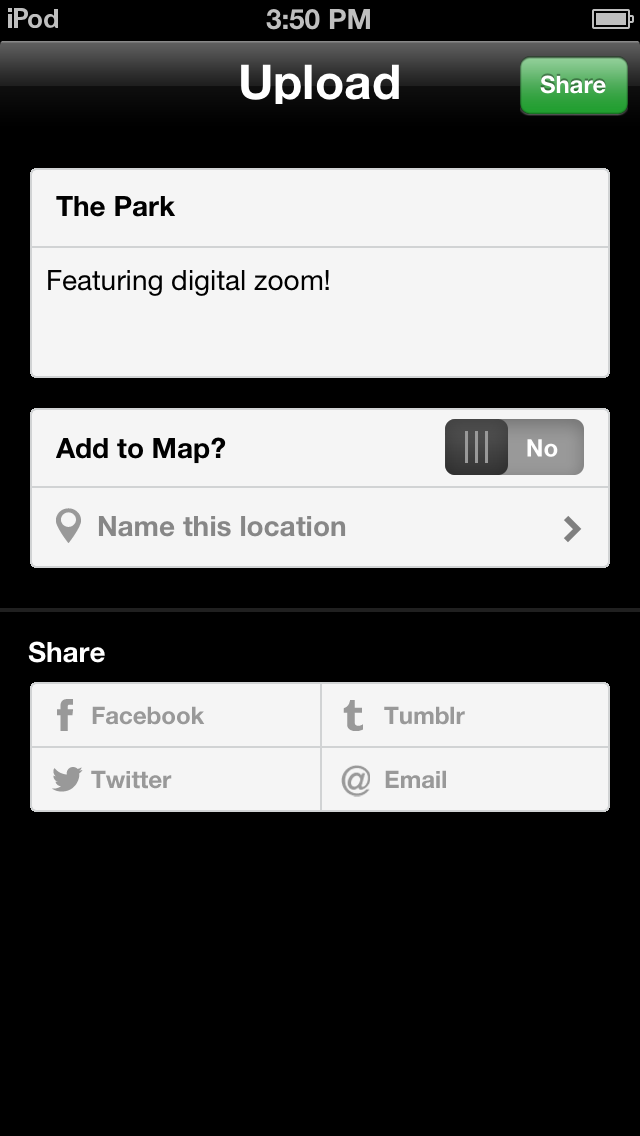 iPod 3:50 PM
Upload
Share
The Park
Featuring digital zoom!
Add to Map? No
Name this location
Share
Facebook Tumblr
Twitter @ Email